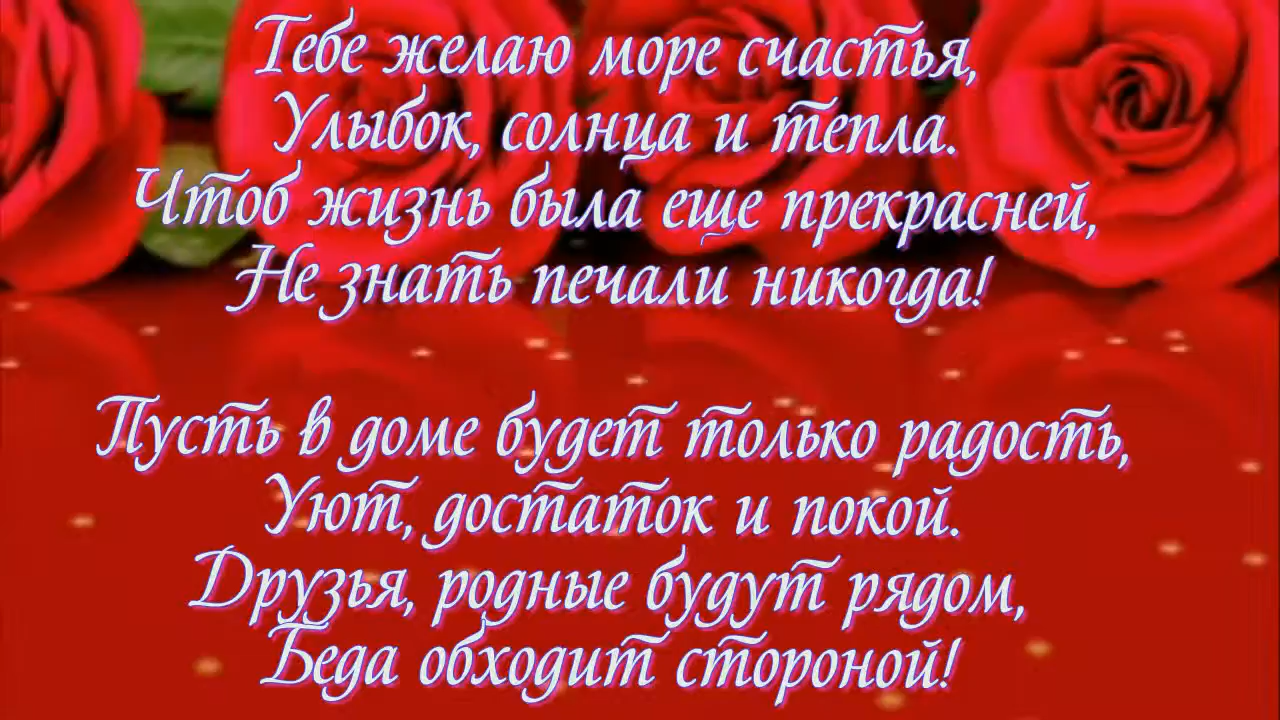 Тебе желаю море счастья,
Улыбок, солнца и тепла.
Чтоб жизнь была еще прекрасней,
Не знать печали никогда!
Пусть в доме будет только радость,
Уют, достаток и покой.
Друзья, родные будут рядом,
Беда обходит стороной!